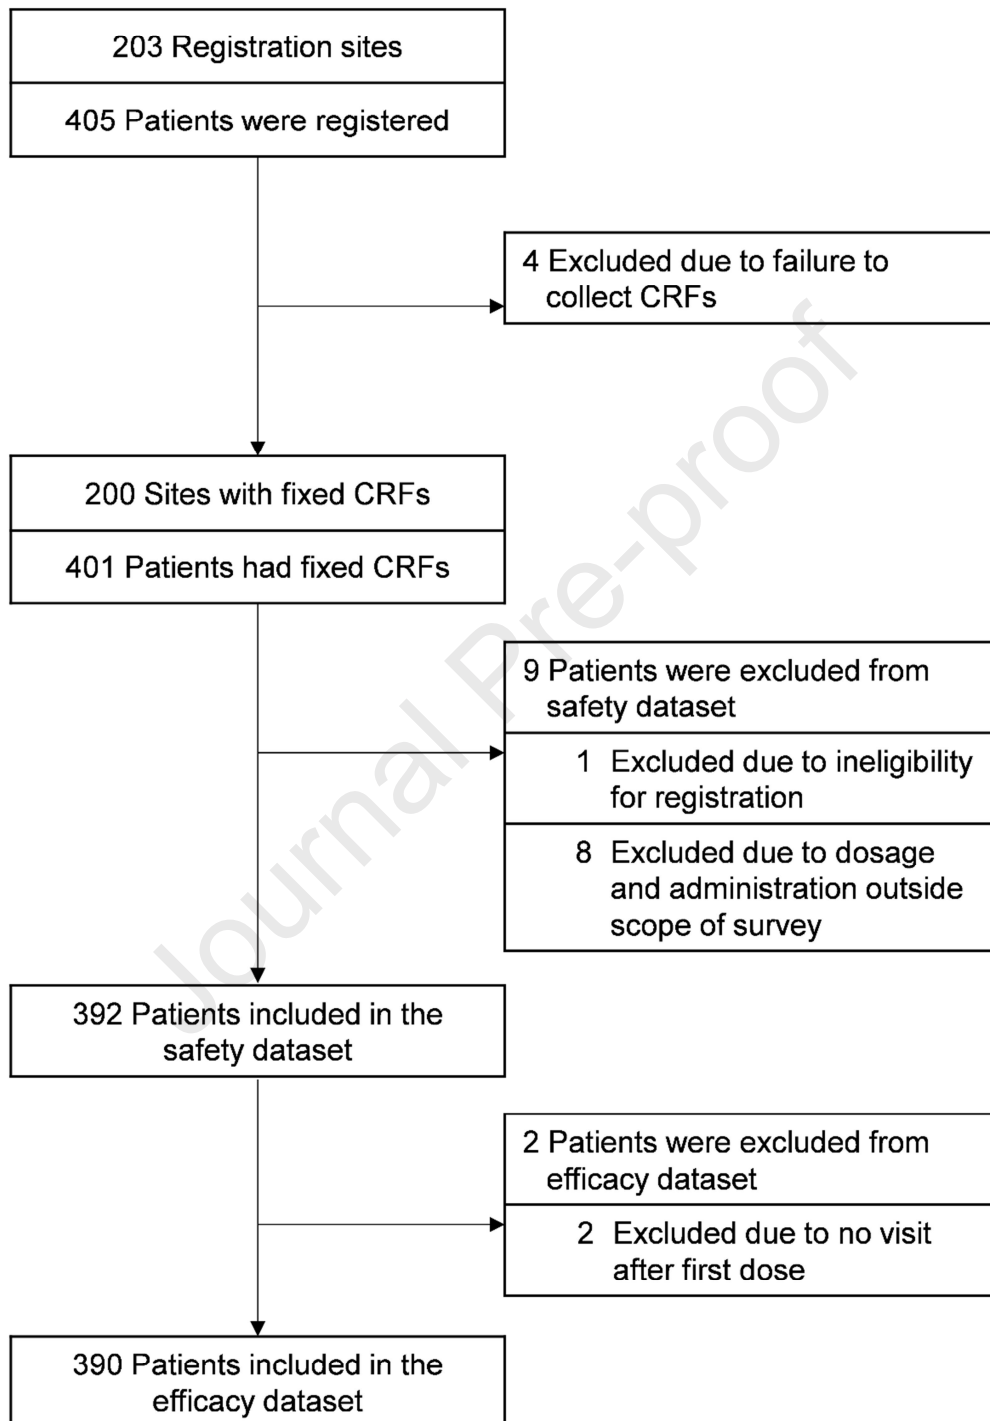 203 Registration sites
405 Patients were registered
4 Excluded due to failure to
collect CRFs
200 Sites with fixed CRFs
401 Patients had fixed CRFs
9 Patients were excluded from
safety dataset
1 Excluded due to ineligibility
for registration
8 Excluded due to dosage
and administration outside
scope of survey
392 Patients included in the
safety dataset
2 Patients were excluded from
efficacy dataset
2 Excluded due to no visit
after first dose
390 Patients included in the
efficacy dataset
Journal Pre-proof